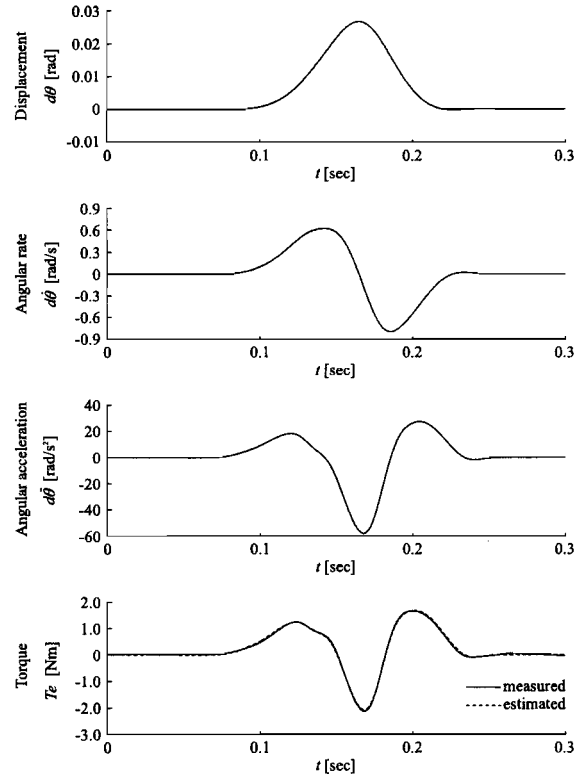 0.03
0.02
0.01
0
-0.01
Displacement
dθ [rad]
0 0.1 0.2 0.3
t [sec]
0.9
0.6
0.3
0
-0.3
-0.6
-0.9
Angular rate
dθ̇ [rad/s]
0 0.1 0.2 0.3
t [sec]
40
20
0
-20
-40
-60
Angular acceleration
dθ̈ [rad/s²]
0 0.1 0.2 0.3
t [sec]
2.0
1.0
0
-1.0
-2.0
-3.0
Torque
Te [Nm]
measured
estimated
0 0.1 0.2 0.3
t [sec]